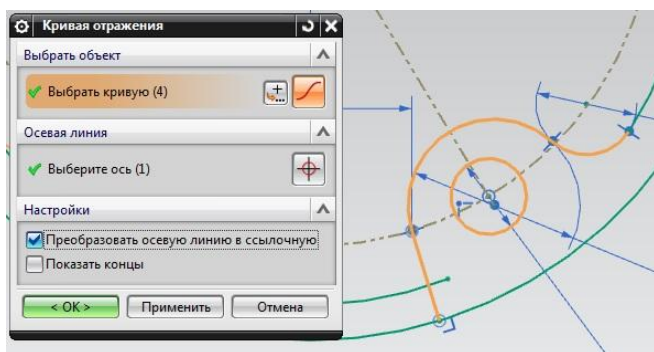 Кривая отражения
Выбрать объект
Выбрать кривую (4)
Осевая линия
Выберите ось (1)
Настройки
Преобразовать осевую линию в ссылочную
Показать концы
< OK > Применить Отмена